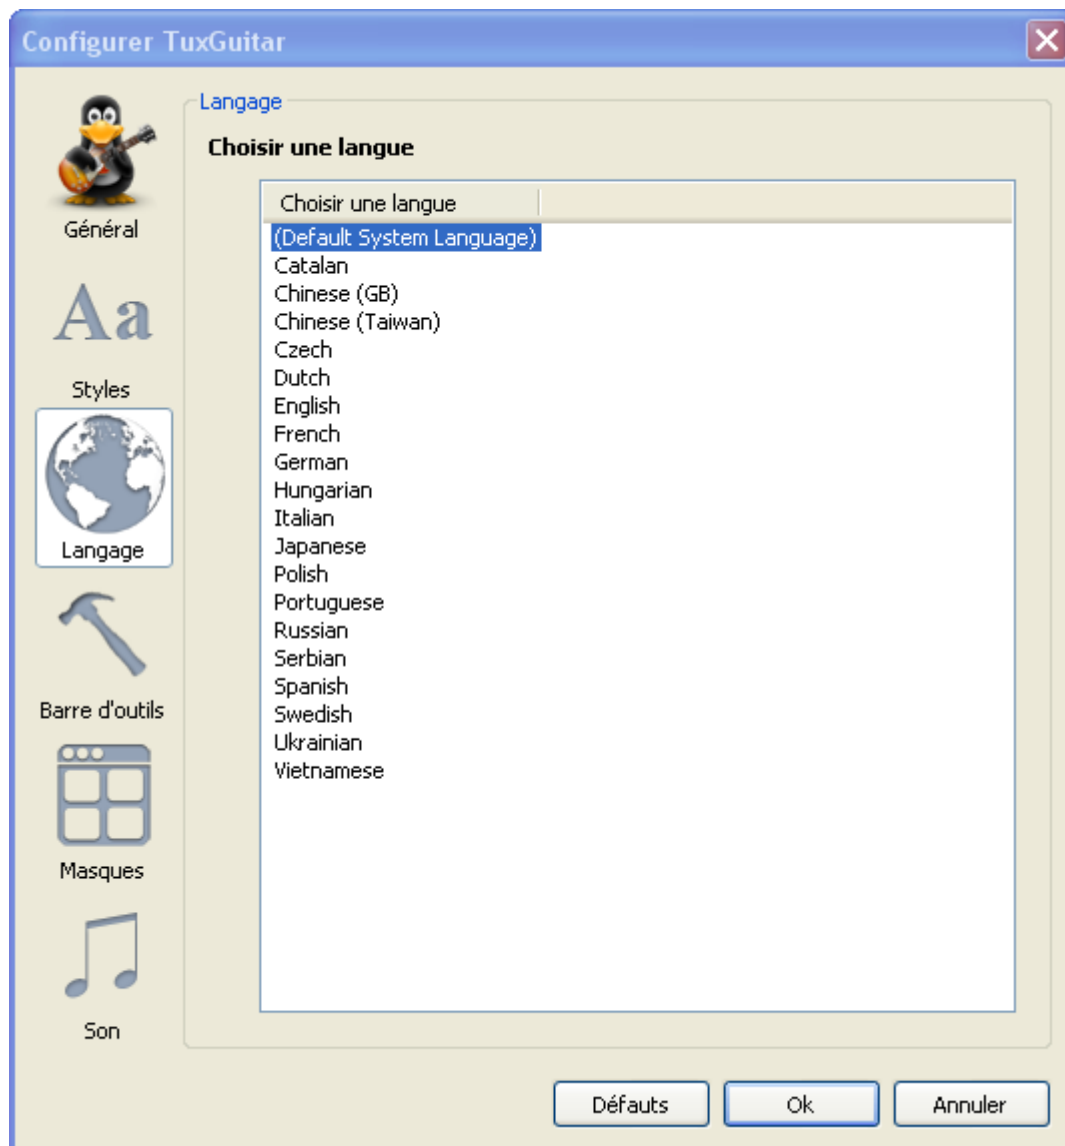 Configurer TuxGuitar
Général
Aa
Styles
Langage
Barre d'outils
Masques
Son
Langage
Choisir une langue
Choisir une langue
(Default System Language)
Catalan
Chinese (GB)
Chinese (Taiwan)
Czech
Dutch
English
French
German
Hungarian
Italian
Japanese
Polish
Portuguese
Russian
Serbian
Spanish
Swedish
Ukrainian
Vietnamese
Défauts
Ok
Annuler